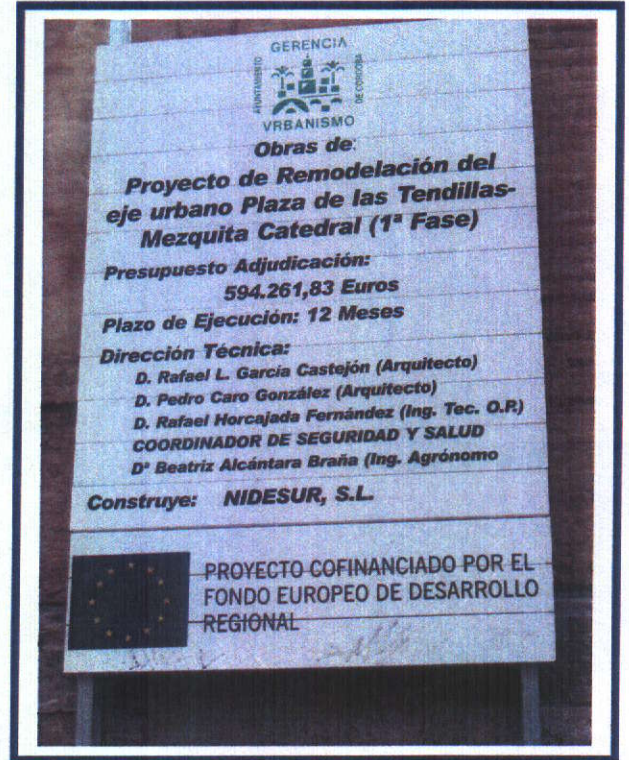 GERENCIA
AYUNTAMIENTO
DE CORDOBA
VRBANISMO
Obras de:
Proyecto de Remodelación del
eje urbano Plaza de las Tendillas-
Mezquita Catedral (1ª Fase)
Presupuesto Adjudicación:
594.261,83 Euros
Plazo de Ejecución: 12 Meses
Dirección Técnica:
D. Rafael L. García Castejón (Arquitecto)
D. Pedro Caro González (Arquitecto)
D. Rafael Horcajada Fernández (Ing. Tec. O.P.)
COORDINADOR DE SEGURIDAD Y SALUD
Dª Beatriz Alcántara Braña (Ing. Agrónomo
Construye: NIDESUR, S.L.
PROYECTO COFINANCIADO POR EL
FONDO EUROPEO DE DESARROLLO
REGIONAL